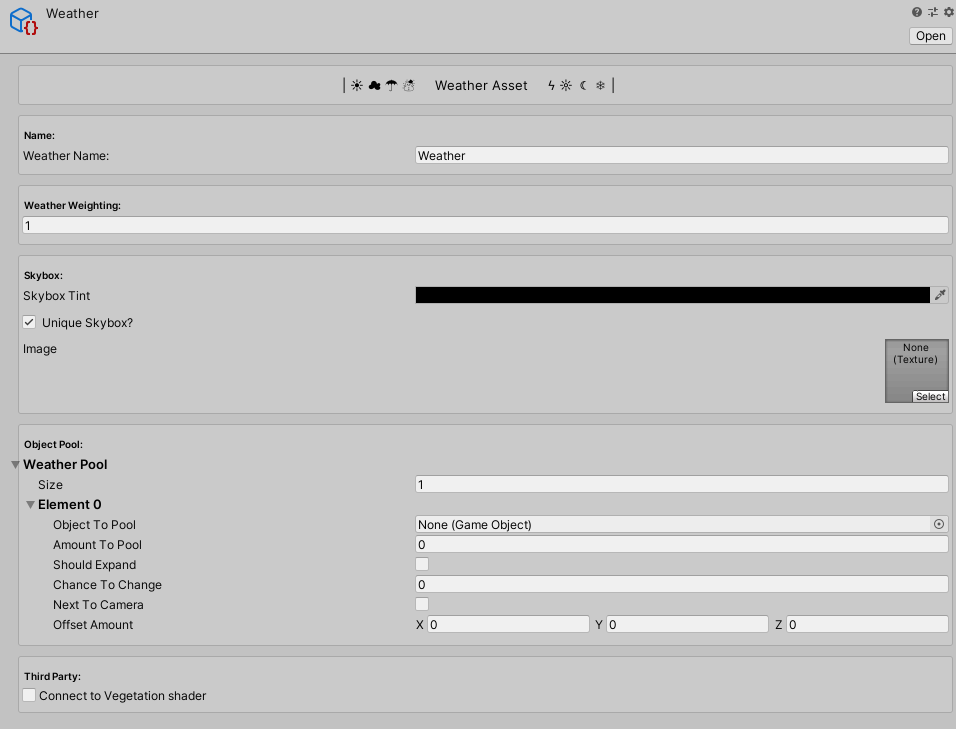 Weather
Open
| ☀ ☁ ☂ ☃ Weather Asset ϟ ☼ ☾ ❄ |
Name:
Weather Name: Weather
Weather Weighting:
1
Skybox:
Skybox Tint
Unique Skybox?
Image
None
(Texture)
Select
Object Pool:
Weather Pool
Size 1
Element 0
Object To Pool None (Game Object)
Amount To Pool 0
Should Expand
Chance To Change 0
Next To Camera
Offset Amount X 0 Y 0 Z 0
Third Party:
Connect to Vegetation shader